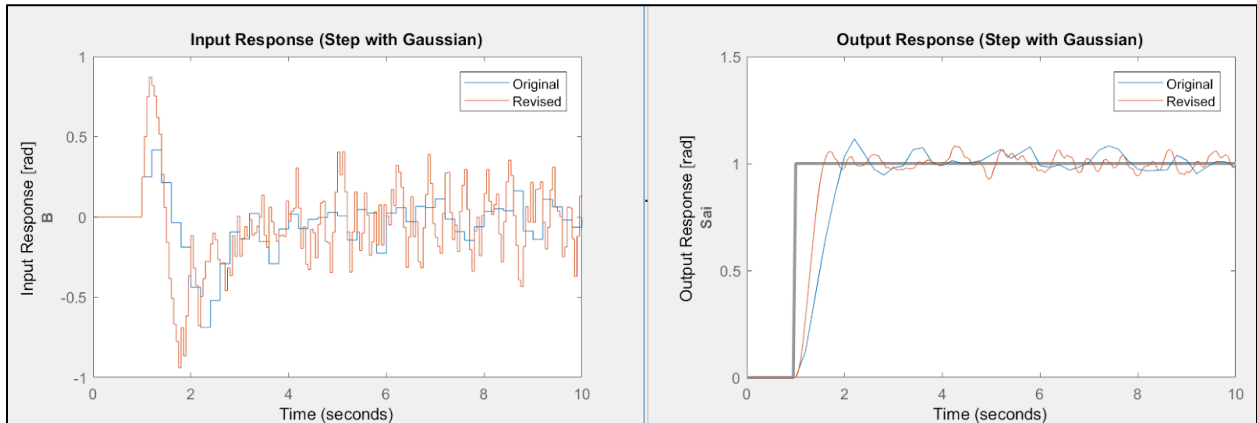 Input Response (Step with Gaussian)
1
0.5
0
-0.5
-1
Input Response [rad]
B
Original
Revised
0
2
4
6
8
10
Time (seconds)
Output Response (Step with Gaussian)
1.5
1
0.5
0
Output Response [rad]
Sai
Original
Revised
0
2
4
6
8
10
Time (seconds)